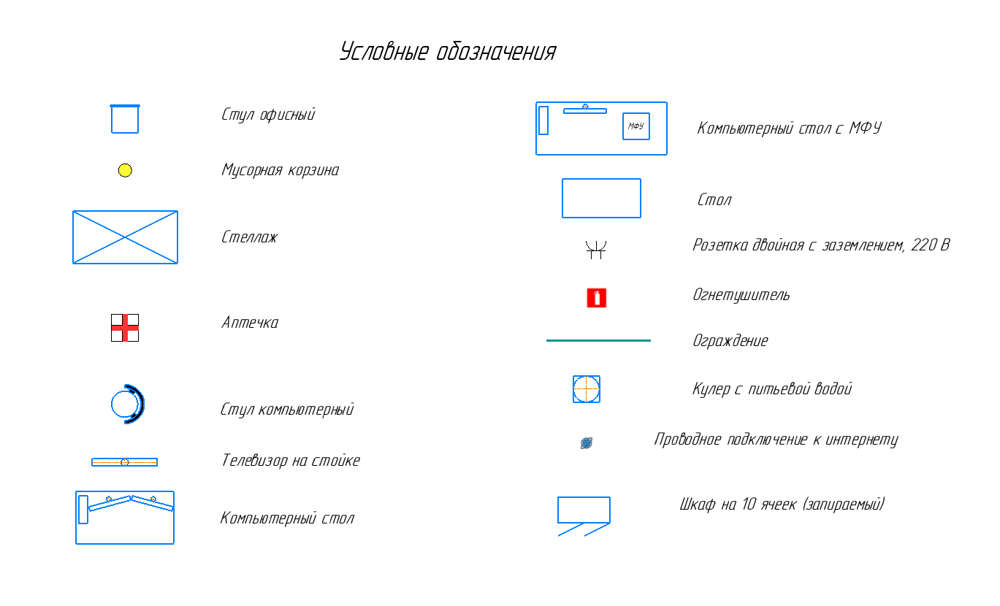 Условные обозначения
Стул офисный
Мусорная корзина
Стеллаж
Аптечка
Стул компьютерный
Телевизор на стойке
Компьютерный стол
МФУ
Компьютерный стол с МФУ
Стол
Розетка двойная с заземлением, 220 В
Огнетушитель
Ограждение
Кулер с питьевой водой
Проводное подключение к интернету
Шкаф на 10 ячеек (запираемый)